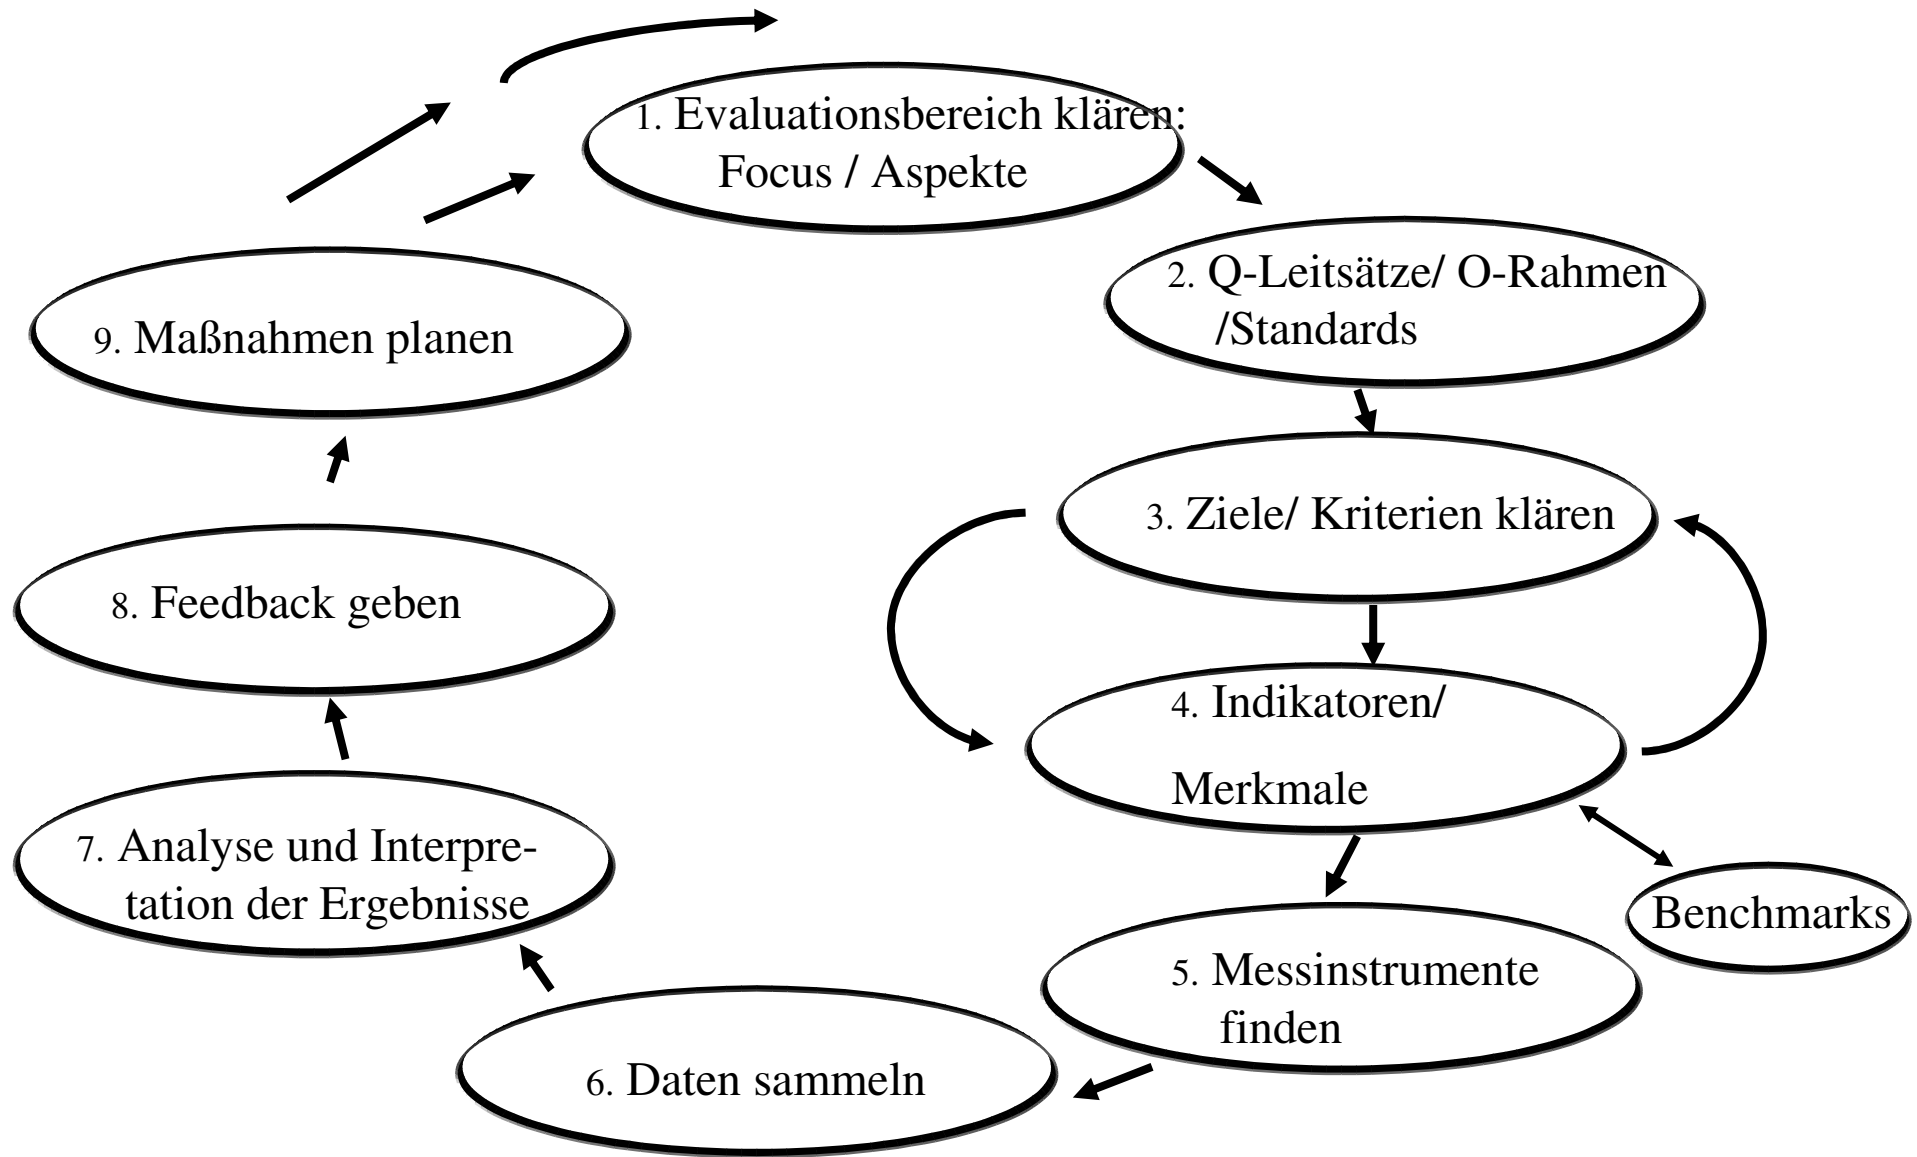 1. Evaluationsbereich klären:
Focus / Aspekte
2. Q-Leitsätze/ O-Rahmen
/Standards
3. Ziele/ Kriterien klären
4. Indikatoren/
Merkmale
Benchmarks
5. Messinstrumente
finden
6. Daten sammeln
7. Analyse und Interpre-
tation der Ergebnisse
8. Feedback geben
9. Maßnahmen planen